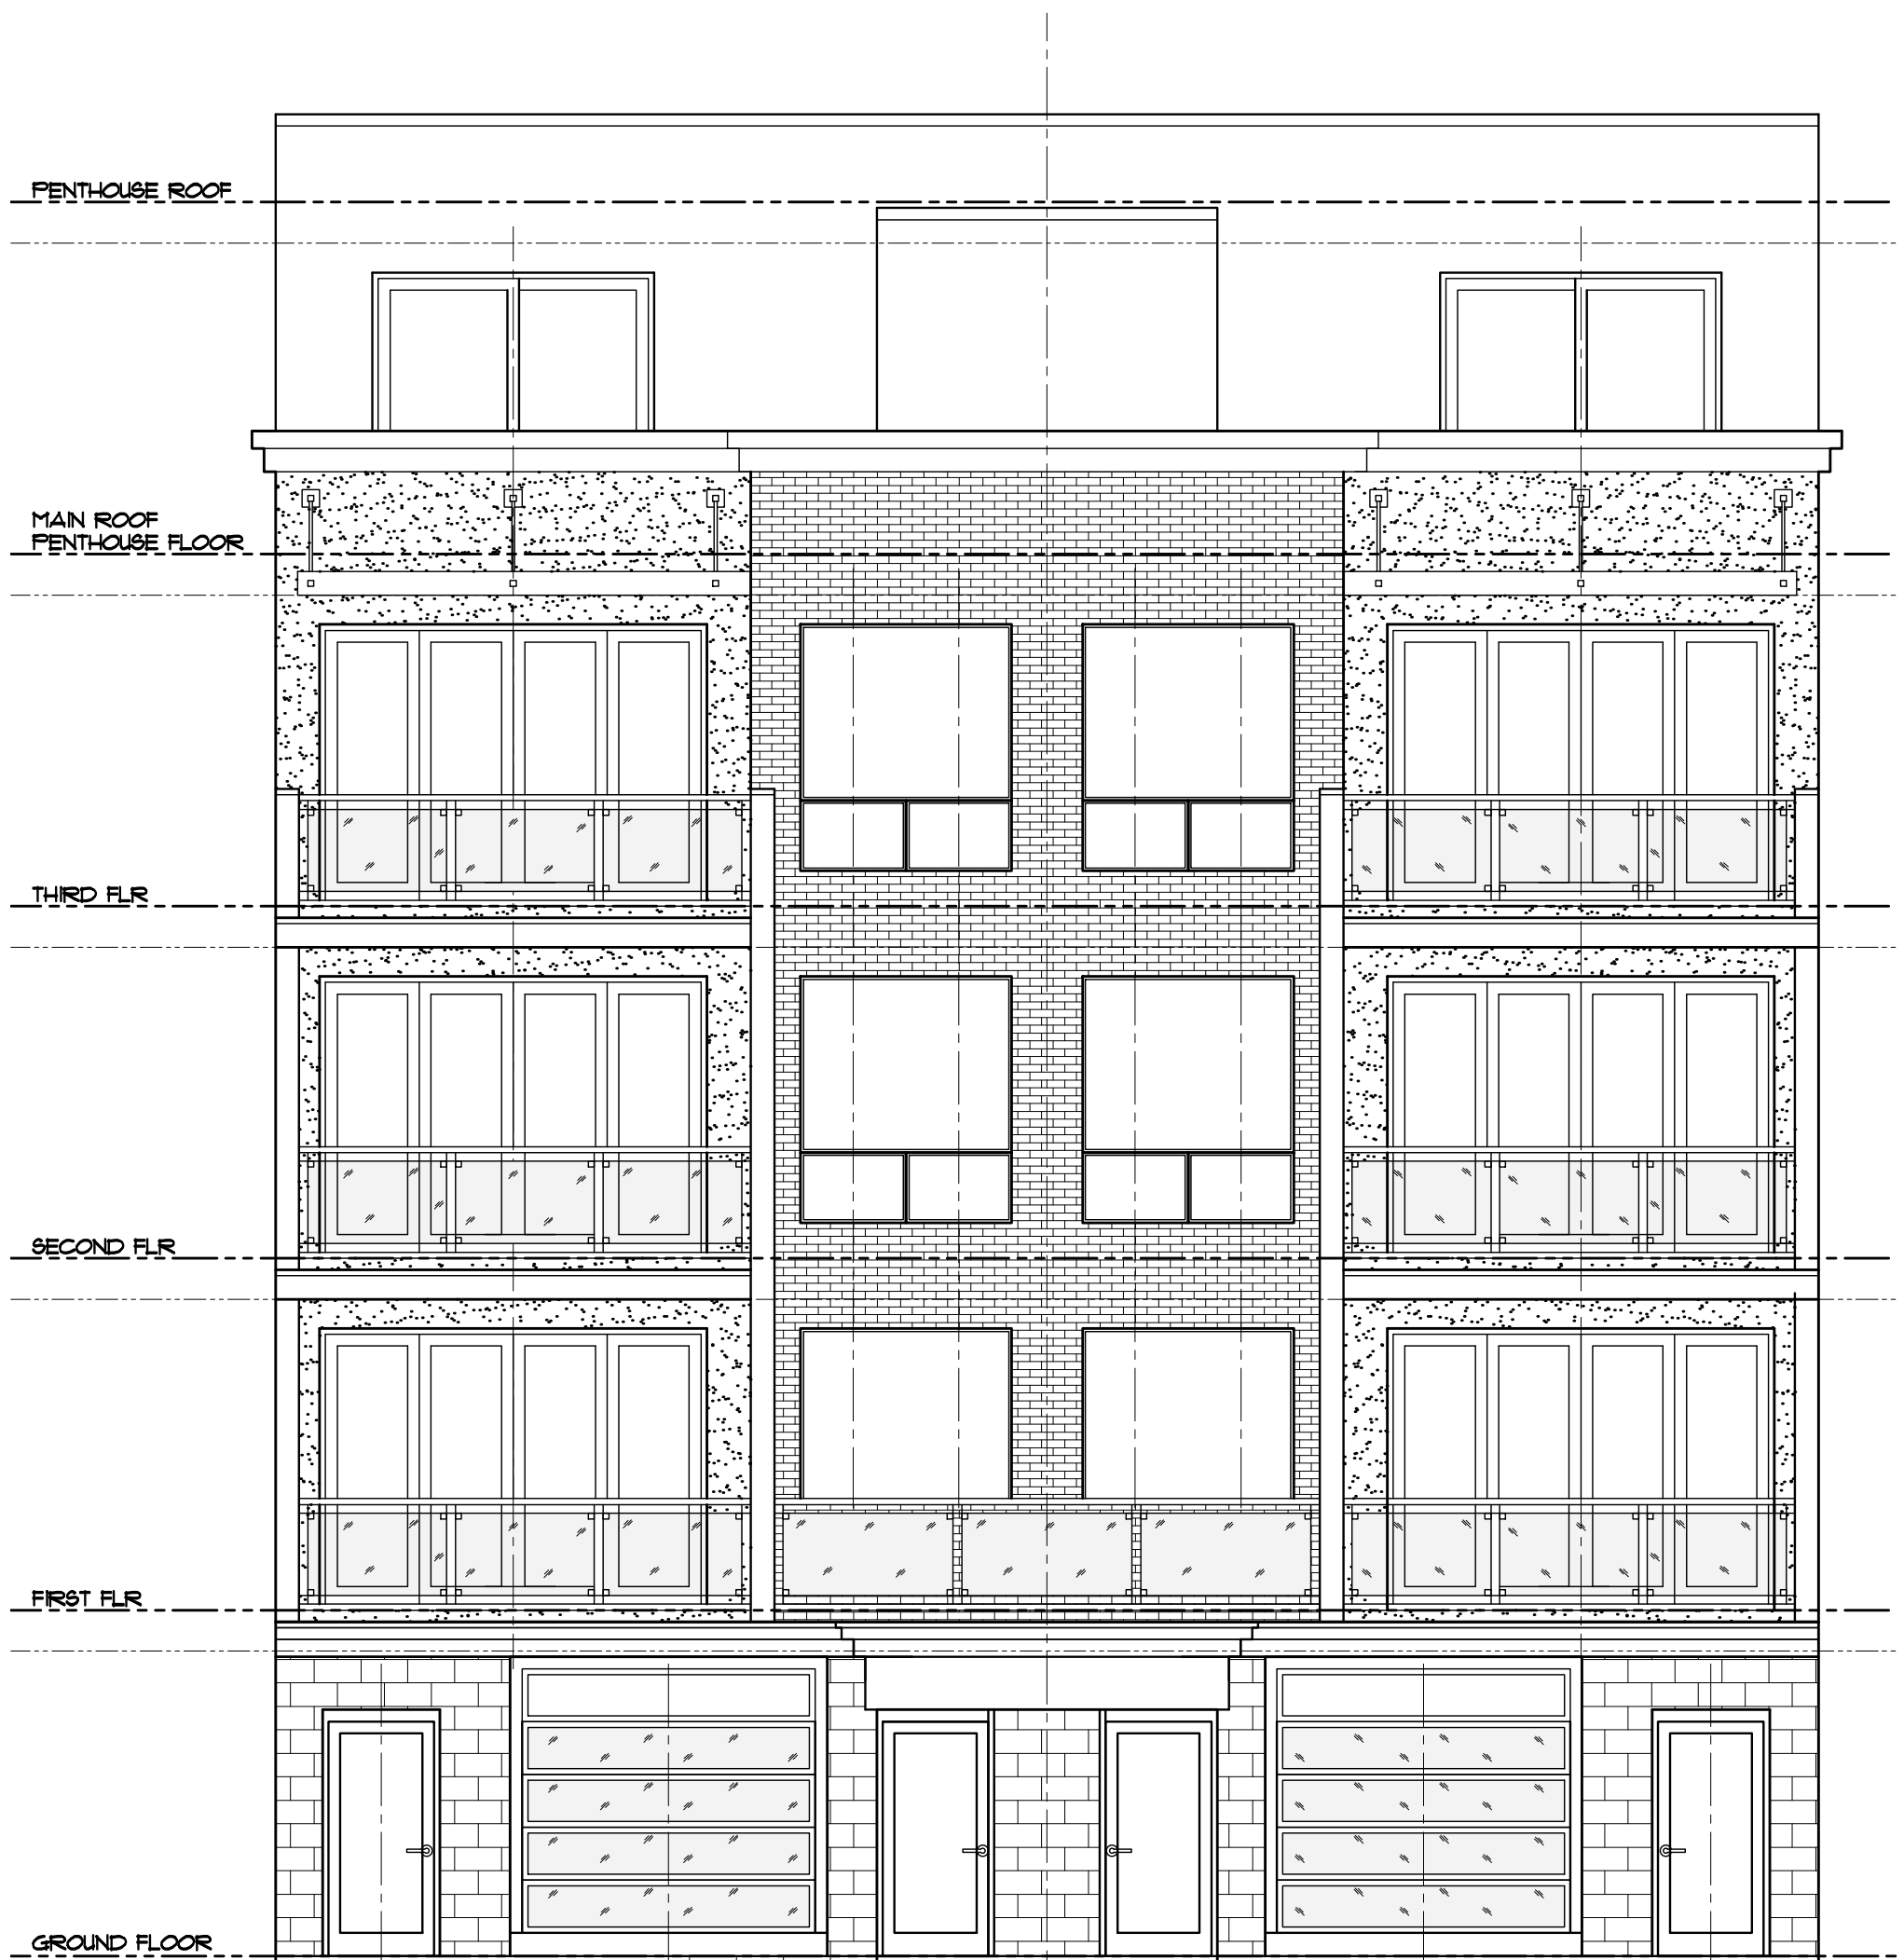 PENTHOUSE ROOF
MAIN ROOF
PENTHOUSE FLOOR
THIRD FLR
SECOND FLR
FIRST FLR
GROUND FLOOR